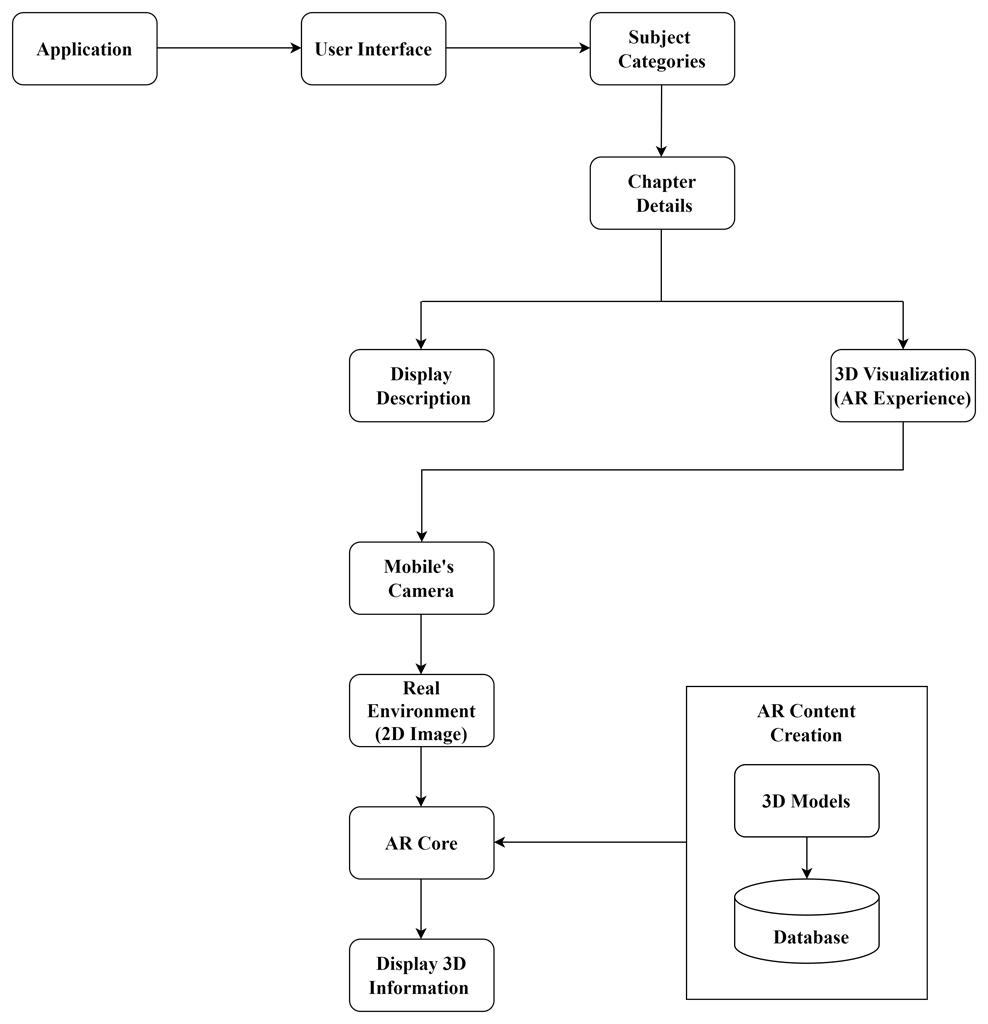 Application
User Interface
Subject
Categories
Chapter
Details
Display
Description
3D Visualization
(AR Experience)
Mobile's
Camera
Real
Environment
(2D Image)
AR Core
Display 3D
Information
AR Content
Creation
3D Models
Database